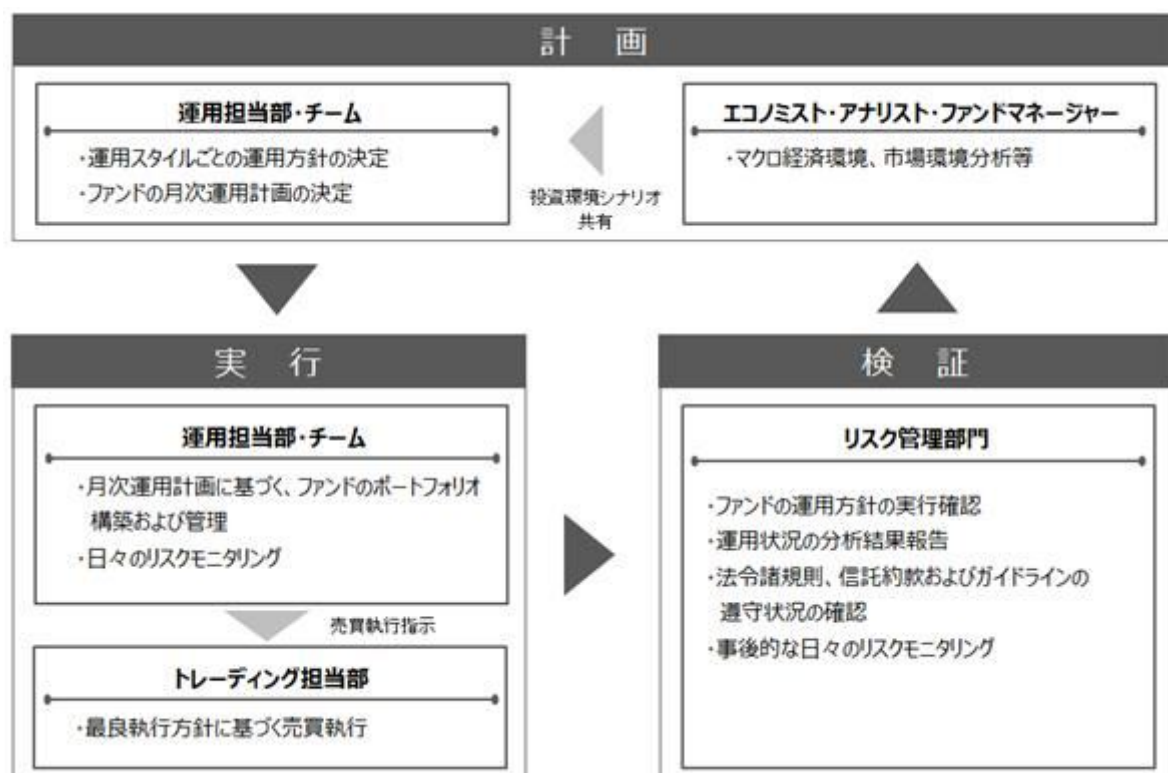 計 画
運用担当部・チーム
・運用スタイルごとの運用方針の決定
・ファンドの月次運用計画の決定
投資環境シナリオ
共有
エコノミスト・アナリスト・ファンドマネージャー
・マクロ経済環境、市場環境分析等
実 行
運用担当部・チーム
・月次運用計画に基づく、ファンドのポートフォリオ
構築および管理
・日々のリスクモニタリング
売買執行指示
トレーディング担当部
・最良執行方針に基づく売買執行
検 証
リスク管理部門
・ファンドの運用方針の実行確認
・運用状況の分析結果報告
・法令諸規則、信託約款およびガイドラインの
遵守状況の確認
・事後的な日々のリスクモニタリング